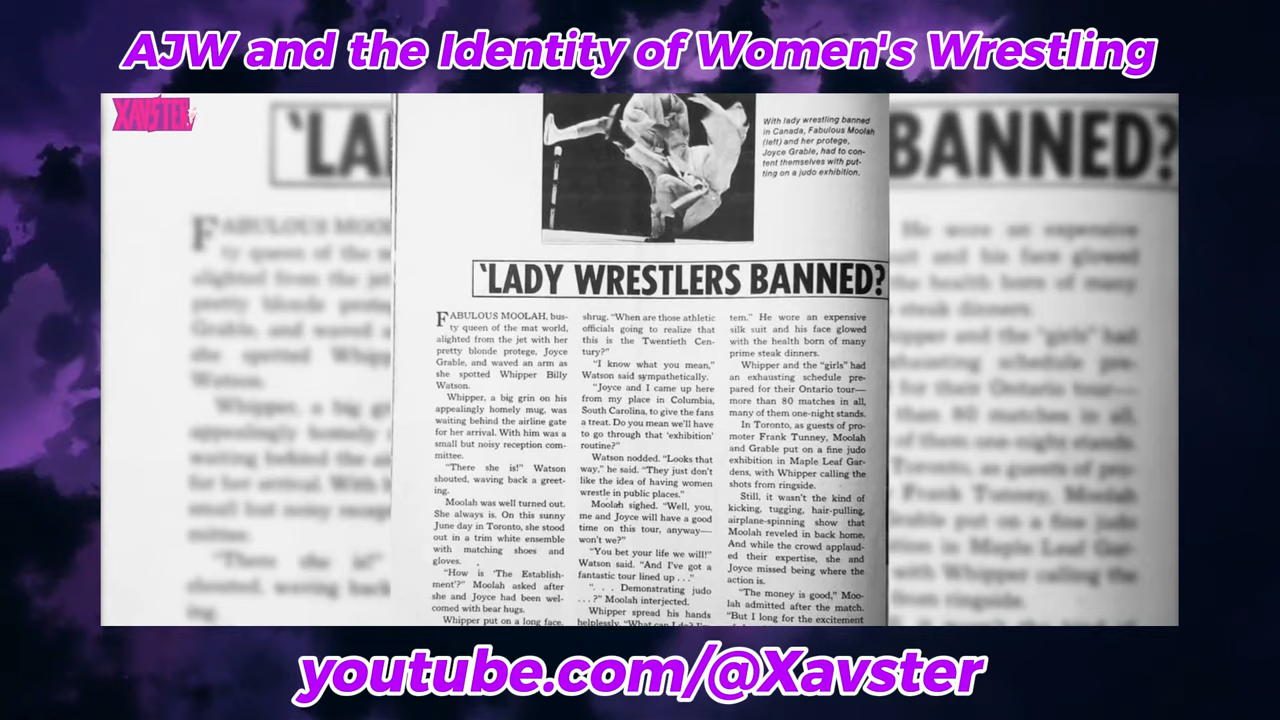 AJW and the Identity of Women's Wrestling
XAVSTER
With lady wrestling banned
in Canada, Fabulous Moolah
(left) and her protege,
Joyce Grable, had to con-
tent themselves with put-
ting on a judo exhibition.
'LADY WRESTLERS BANNED?
FABULOUS MOOLAH, bus-
ty queen of the mat world,
alighted from the jet with her
pretty blonde protege, Joyce
Grable, and waved an arm as
she spotted Whipper Billy
Watson.
Whipper, a big grin on his
appealingly homely mug, was
waiting behind the airline gate
for her arrival. With him was a
small but noisy reception com-
mittee.
"There she is!" Watson
shouted, waving back a greet-
ing.
Moolah was well turned out.
She always is. On this sunny
June day in Toronto, she stood
out in a trim white ensemble
with matching shoes and
gloves.
"How is 'The Establish-
ment'?" Moolah asked after
she and Joyce had been wel-
comed with bear hugs.
Whipper put on a long face.
shrug. "When are those athletic
officials going to realize that
this is the Twentieth Cen-
tury?"
"I know what you mean,"
Watson said sympathetically.
"Joyce and I came up here
from my place in Columbia,
South Carolina, to give the fans
a treat. Do you mean we'll have
to go through that 'exhibition'
routine?"
Watson nodded. "Looks that
way," he said. "They just don't
like the idea of having women
wrestle in public places."
Moolah sighed. "Well, you,
me and Joyce will have a good
time on this tour, anyway—
won't we?"
"You bet your life we will!"
Watson said. "And I've got a
fantastic tour lined up . . ."
". . . Demonstrating judo
. . .?" Moolah interjected.
Whipper spread his hands
helplessly. "What can I do? I'm
tem." He wore an expensive
silk suit and his face glowed
with the health born of many
prime steak dinners.
Whipper and the "girls" had
an exhausting schedule pre-
pared for their Ontario tour—
more than 80 matches in all,
many of them one-night stands.
In Toronto, as guests of pro-
moter Frank Tunney, Moolah
and Grable put on a fine judo
exhibition in Maple Leaf Gar-
dens, with Whipper calling the
shots from ringside.
Still, it wasn't the kind of
kicking, tugging, hair-pulling,
airplane-spinning show that
Moolah reveled in back home.
And while the crowd applaud-
ed their expertise, she and
Joyce missed being where the
action is.
"The money is good," Moo-
lah admitted after the match.
"But I long for the excitement
youtube.com/@Xavster